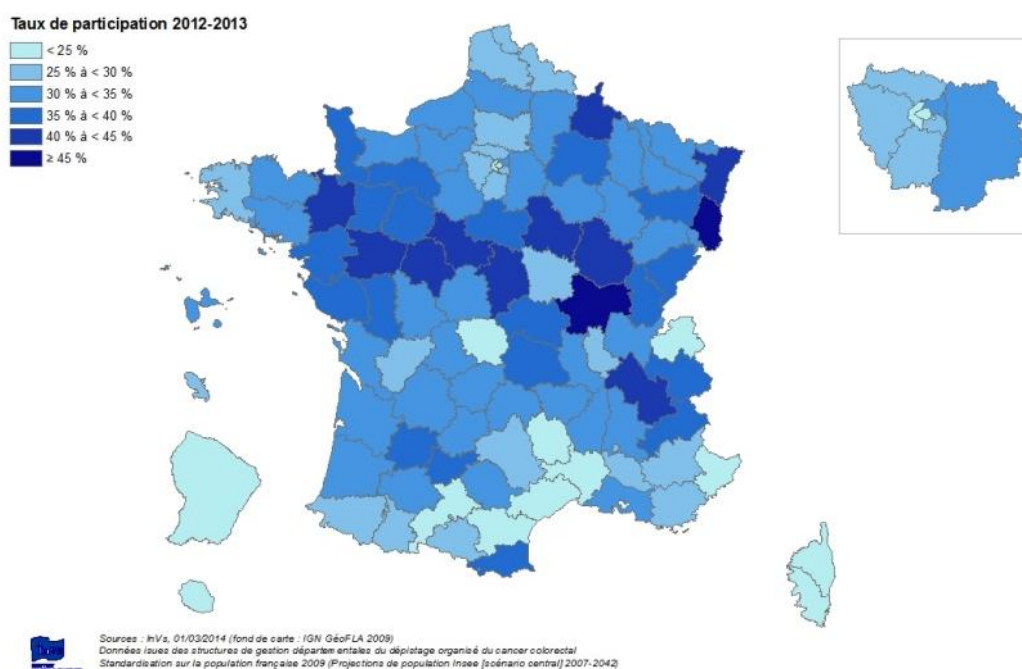 Taux de participation 2012-2013
< 25 %
25 % à < 30 %
30 % à < 35 %
35 % à < 40 %
40 % à < 45 %
≥ 45 %
Sources : InVs, 01/03/2014 (fond de carte : IGN GéoFLA 2009)
Données issues des structures de gestion départementales du dépistage organisé du cancer colorectal
Standardisation sur la population française 2009 (Projections de population Insee [scénario central] 2007-2042)